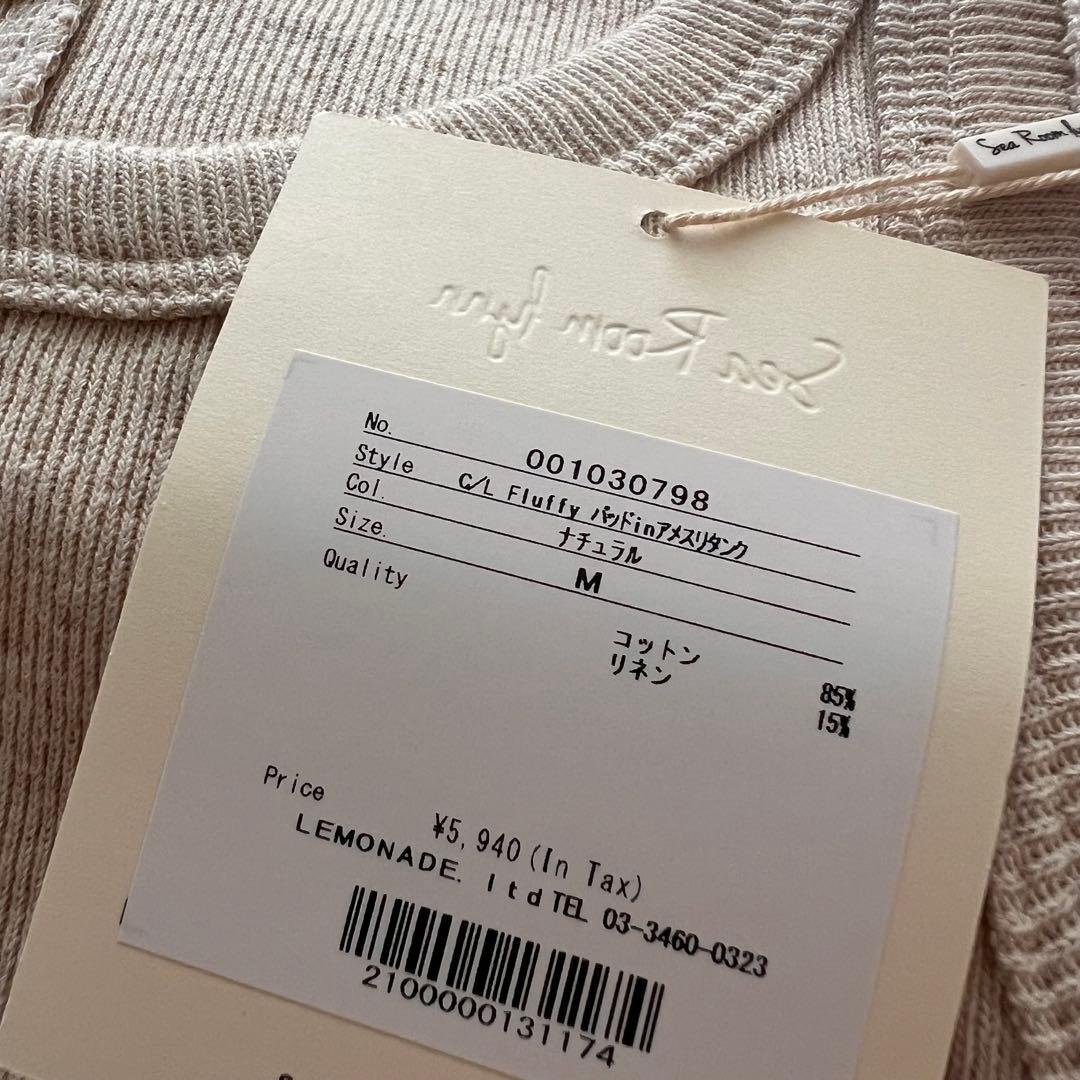 Sea Room
Sea Room lynn
No. 001030798
Style C/L Fluffy パッドinアメスリタンク
Col. ナチュラル
Size. M
Quality
コットン 85%
リネン 15%
Price
¥5,940(In Tax)
LEMONADE. ltd TEL 03-3460-0323
2100000131174